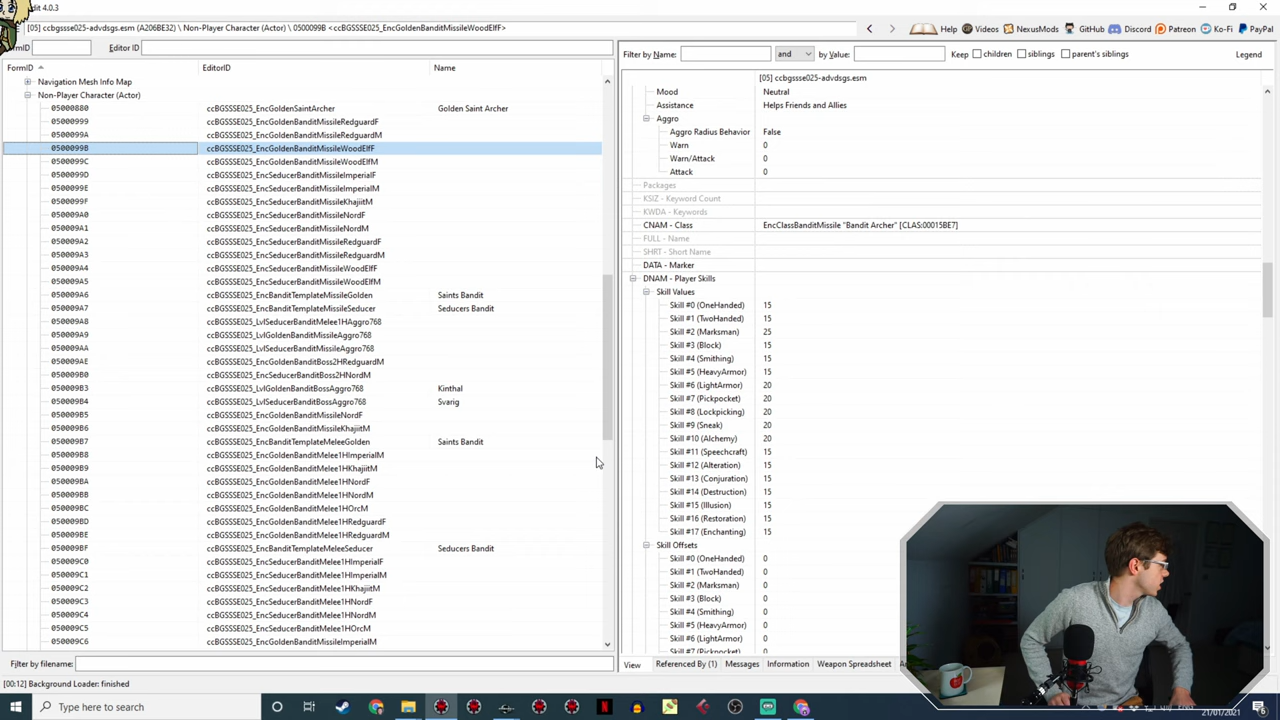 4.0.3
[05] ccbgssse025-advdsgs.esm (A206BE32) \ Non-Player Character (Actor) \ 0500099B <ccBGSSSE025_EncGoldenBanditMissileWoodElfF>
Help Videos NexusMods GitHub Discord Patreon Ko-Fi PayPal
FormID Editor ID
Filter by Name: and by Value: Keep children siblings parent's siblings Legend
FormID EditorID Name
[05] ccbgssse025-advdsgs.esm
Navigation Mesh Info Map
Non-Player Character (Actor)
05000880 ccBGSSSE025_EncGoldenSaintArcher Golden Saint Archer
05000999 ccBGSSSE025_EncGoldenBanditMissileRedguardF
0500099A ccBGSSSE025_EncGoldenBanditMissileRedguardM
0500099B ccBGSSSE025_EncGoldenBanditMissileWoodElfF
0500099C ccBGSSSE025_EncGoldenBanditMissileWoodElfM
0500099D ccBGSSSE025_EncSeducerBanditMissileImperialF
0500099E ccBGSSSE025_EncSeducerBanditMissileImperialM
0500099F ccBGSSSE025_EncSeducerBanditMissileKhajiitM
050009A0 ccBGSSSE025_EncSeducerBanditMissileNordF
050009A1 ccBGSSSE025_EncSeducerBanditMissileNordM
050009A2 ccBGSSSE025_EncSeducerBanditMissileRedguardF
050009A3 ccBGSSSE025_EncSeducerBanditMissileRedguardM
050009A4 ccBGSSSE025_EncSeducerBanditMissileWoodElfF
050009A5 ccBGSSSE025_EncSeducerBanditMissileWoodElfM
050009A6 ccBGSSSE025_EncBanditTemplateMissileGolden Saints Bandit
050009A7 ccBGSSSE025_EncBanditTemplateMissileSeducer Seducers Bandit
050009A8 ccBGSSSE025_LvlSeducerBanditMelee1HAggro768
050009A9 ccBGSSSE025_LvlGoldenBanditMissileAggro768
050009AA ccBGSSSE025_LvlSeducerBanditMissileAggro768
050009AE ccBGSSSE025_EncGoldenBanditBoss2HRedguardM
050009B0 ccBGSSSE025_EncSeducerBanditBoss2HNordM
050009B3 ccBGSSSE025_LvlGoldenBanditBossAggro768 Kinthal
050009B4 ccBGSSSE025_LvlSeducerBanditBossAggro768 Svarig
050009B5 ccBGSSSE025_EncGoldenBanditMissileNordF
050009B6 ccBGSSSE025_EncGoldenBanditMissileKhajiitM
050009B7 ccBGSSSE025_EncBanditTemplateMeleeGolden Saints Bandit
050009B8 ccBGSSSE025_EncGoldenBanditMelee1HImperialM
050009B9 ccBGSSSE025_EncGoldenBanditMelee1HKhajiitM
050009BA ccBGSSSE025_EncGoldenBanditMelee1HNordF
050009BB ccBGSSSE025_EncGoldenBanditMelee1HNordM
050009BC ccBGSSSE025_EncGoldenBanditMelee1HOrcM
050009BD ccBGSSSE025_EncGoldenBanditMelee1HRedguardF
050009BE ccBGSSSE025_EncGoldenBanditMelee1HRedguardM
050009BF ccBGSSSE025_EncBanditTemplateMeleeSeducer Seducers Bandit
050009C0 ccBGSSSE025_EncSeducerBanditMelee1HImperialF
050009C1 ccBGSSSE025_EncSeducerBanditMelee1HImperialM
050009C2 ccBGSSSE025_EncSeducerBanditMelee1HKhajiitM
050009C3 ccBGSSSE025_EncSeducerBanditMelee1HNordF
050009C4 ccBGSSSE025_EncSeducerBanditMelee1HNordM
050009C5 ccBGSSSE025_EncSeducerBanditMelee1HOrcM
050009C6 ccBGSSSE025_EncGoldenBanditMissileImperialM
Mood Neutral
Assistance Helps Friends and Allies
Aggro
Aggro Radius Behavior False
Warn 0
Warn/Attack 0
Attack 0
Packages
KSIZ - Keyword Count
KWDA - Keywords
CNAM - Class EncClassBanditMissile "Bandit Archer" [CLAS:00015BE7]
FULL - Name
SHRT - Short Name
DATA - Marker
DNAM - Player Skills
Skill Values
Skill #0 (OneHanded) 15
Skill #1 (TwoHanded) 15
Skill #2 (Marksman) 25
Skill #3 (Block) 15
Skill #4 (Smithing) 15
Skill #5 (HeavyArmor) 15
Skill #6 (LightArmor) 20
Skill #7 (Pickpocket) 20
Skill #8 (Lockpicking) 20
Skill #9 (Sneak) 20
Skill #10 (Alchemy) 20
Skill #11 (Speechcraft) 15
Skill #12 (Alteration) 15
Skill #13 (Conjuration) 15
Skill #14 (Destruction) 15
Skill #15 (Illusion) 15
Skill #16 (Restoration) 15
Skill #17 (Enchanting) 15
Skill Offsets
Skill #0 (OneHanded) 0
Skill #1 (TwoHanded) 0
Skill #2 (Marksman) 0
Skill #3 (Block) 0
Skill #4 (Smithing) 0
Skill #5 (HeavyArmor) 0
Skill #6 (LightArmor) 0
Skill #7 (Pickpocket) 0
Filter by filename:
View Referenced By (1) Messages Information Weapon Spreadsheet
[00:12] Background Loader: finished
Type here to search
21/01/2021